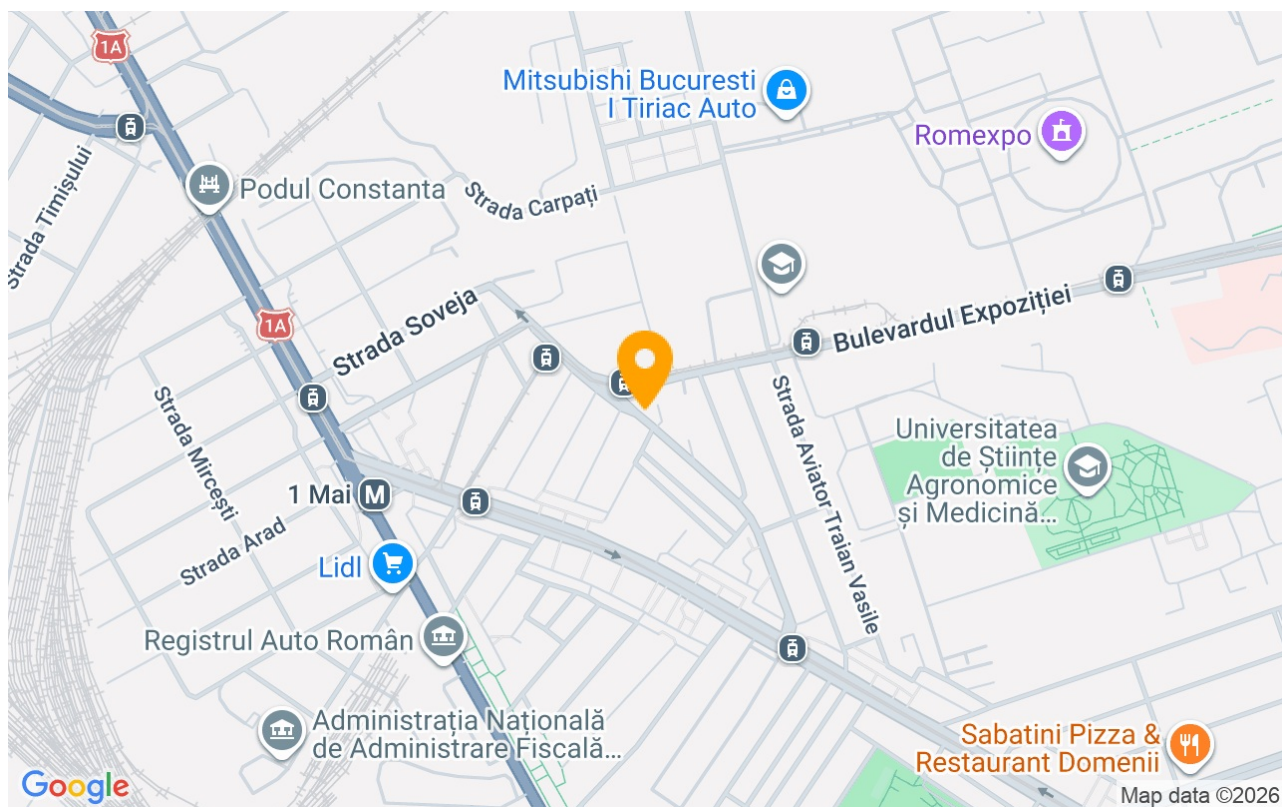 1A
Mitsubishi Bucuresti
I Tiriac Auto
Romexpo
Strada Timișului
Podul Constanta
Strada Carpați
Strada Soveja
1A
Bulevardul Expoziției
Strada Mircești
Strada Aviator Traian Vasile
Universitatea
de Științe
Agronomice
și Medicină...
1 Mai
M
Strada Arad
Lidl
Registrul Auto Român
Administrația Națională
de Administrare Fiscală...
Sabatini Pizza &
Restaurant Domenii
Google
Map data ©2026